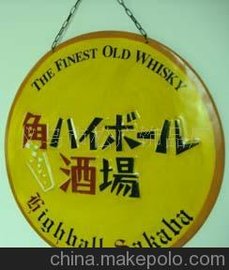 THE FINEST OLD WHISKY
角ハイボール
酒場
Highball Sakaba
china.makepolo.com